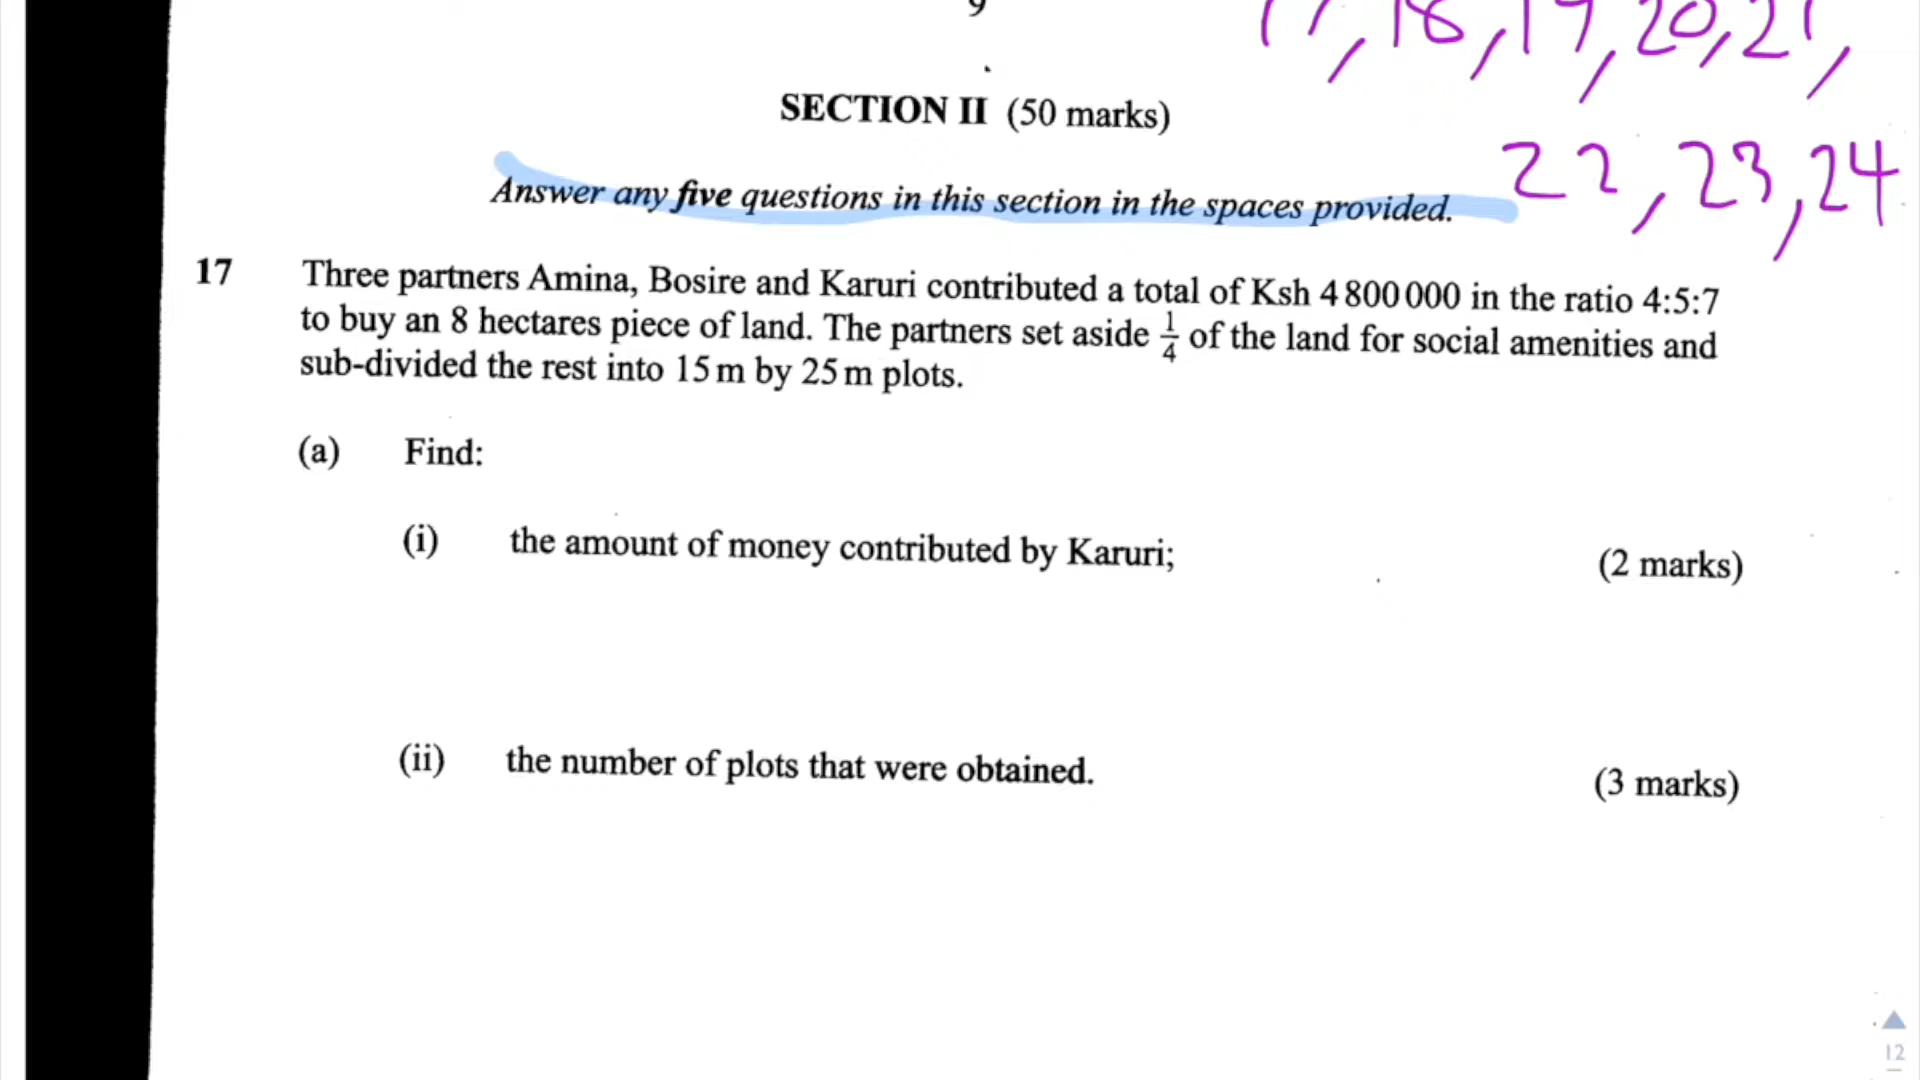 9
17, 18, 19, 20, 21,
SECTION II (50 marks)
22, 23, 24
Answer any five questions in this section in the spaces provided.
17 Three partners Amina, Bosire and Karuri contributed a total of Ksh 4 800 000 in the ratio 4:5:7
to buy an 8 hectares piece of land. The partners set aside 1/4 of the land for social amenities and
sub-divided the rest into 15 m by 25 m plots.
(a) Find:
(i) the amount of money contributed by Karuri; (2 marks)
(ii) the number of plots that were obtained. (3 marks)
12